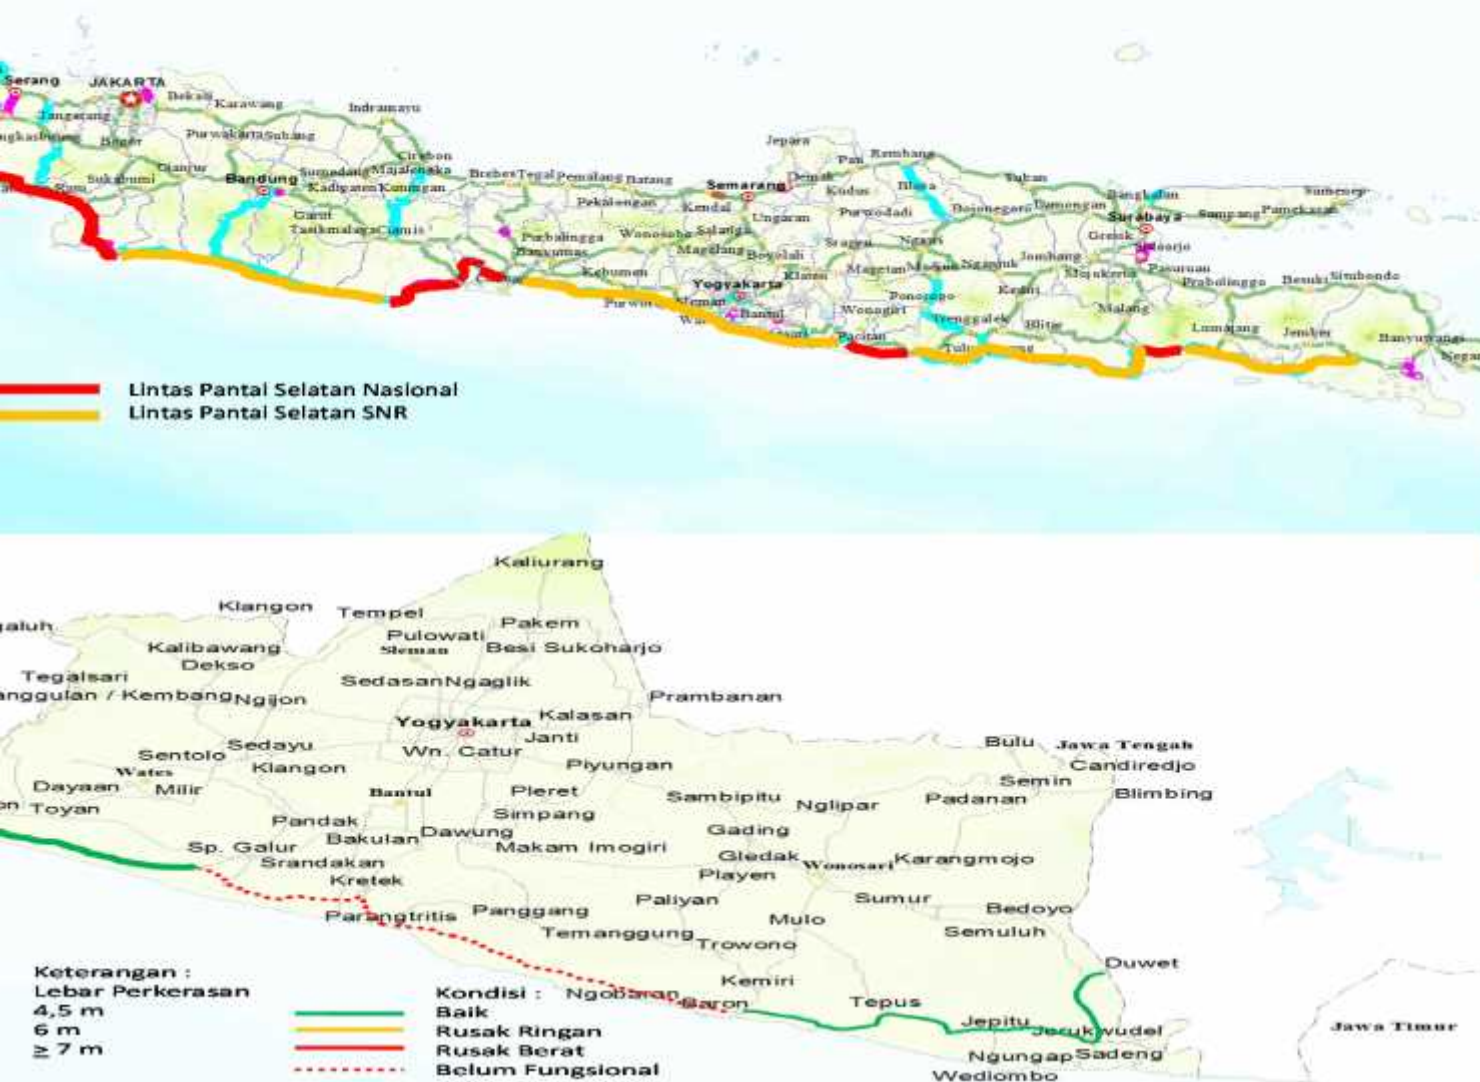 Serang JAKARTA
Bekasi Karawang Indramayu
Tangerang
Bogor Purwakarta Subang
Jepara
Cirebon
Pati Rembang
Cianjur Sumedang Majalengka
Sukabumi Bandung Kadipaten Kuningan
Brebes Tegal Pemalang Batang
Semarang Demak Kudus Blora Tuban Bangkalan Sumenep
Pekalongan Kendal Ungaran Purwodadi Bojonegoro Lamongan Surabaya Sampang Pamekasan
Garut
Tasikmalaya Ciamis
Purbalingga Wonosobo Salatiga Sragen Ngawi Gresik
Banyumas Magelang Boyolali Sidoarjo
Kebumen Klaten Magetan Nganjuk Jombang Mojokerto Pasuruan
Yogyakarta Kediri Probolinggo Besuki Situbondo
Sleman Bantul Wonogiri Ponorogo Malang
Trenggalek Blitar Lumajang Jember Banyuwangi
Pacitan
Lintas Pantai Selatan Nasional
Lintas Pantai Selatan SNR
Kaliurang
Klangon Tempel
galuh Pulowati Pakem
Kalibawang Sleman Besi Sukoharjo
Dekso
Tegalsari Sedasan Ngaglik
anggulan / Kembang Ngijon Prambanan
Yogyakarta Kalasan
Sentolo Sedayu Wn. Catur Janti Bulu Jawa Tengah
Wates Klangon Piyungan Candiredjo
Dayaan Milir Bantul Pleret Semin Blimbing
on Toyan Simpang Sambipitu Nglipar Padanan
Pandak
Sp. Galur Bakulan Dawung Makam Imogiri Gading
Srandakan Gledak Wonosari Karangmojo
Kretek Playen
Parangtritis Panggang Paliyan Mulo Sumur Bedoyo
Temanggung Trowono Semuluh
Duwet
Kemiri
Ngobaran Baron Tepus
Jepitu Jerukwudel
Jawa Timur
Ngungap Sadeng
Wediombo
Keterangan :
Lebar Perkerasan
4,5 m
6 m
≥ 7 m
Kondisi :
Baik
Rusak Ringan
Rusak Berat
Belum Fungsional